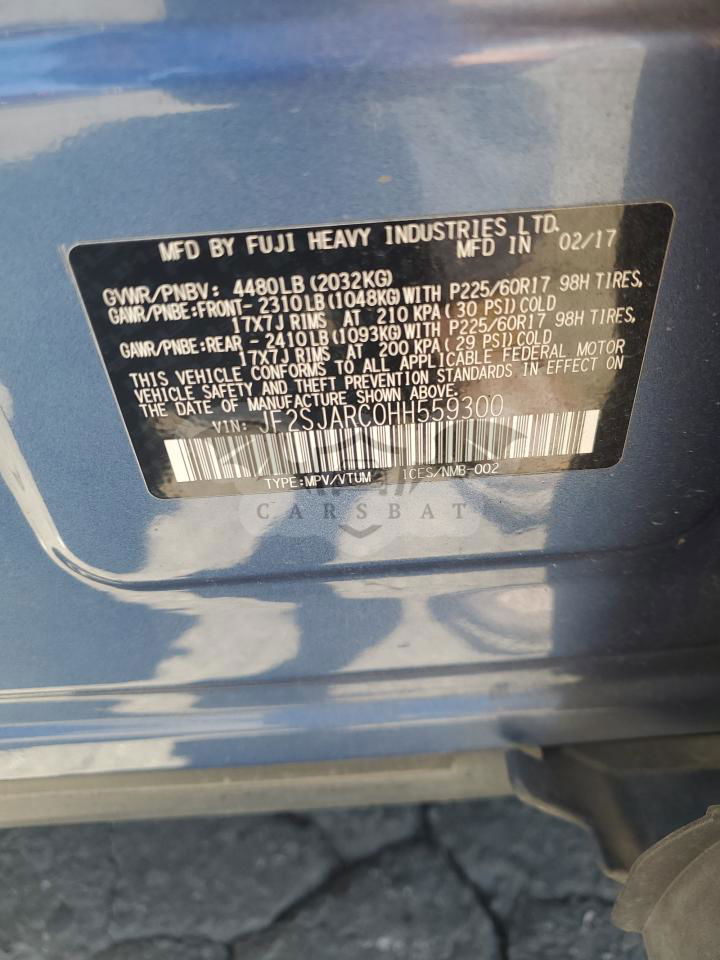 MFD BY FUJI HEAVY INDUSTRIES LTD.
MFD IN 02/17
GVWR/PNBV: 4480LB (2032KG)
GAWR/PNBE:FRONT-2310LB(1048KG)WITH P225/60R17 98H TIRES,
17X7J RIMS AT 210 KPA(30 PSI)COLD
GAWR/PNBE:REAR -2410LB(1093KG)WITH P225/60R17 98H TIRES,
17X7J RIMS AT 200 KPA(29 PSI)COLD
THIS VEHICLE CONFORMS TO ALL APPLICABLE FEDERAL MOTOR
VEHICLE SAFETY AND THEFT PREVENTION STANDARDS IN EFFECT ON
THE DATE OF MANUFACTURE SHOWN ABOVE.
VIN: JF2SJARC0HH559300
TYPE:MPV/VTUM ICES/NMB-002
CARSBAT